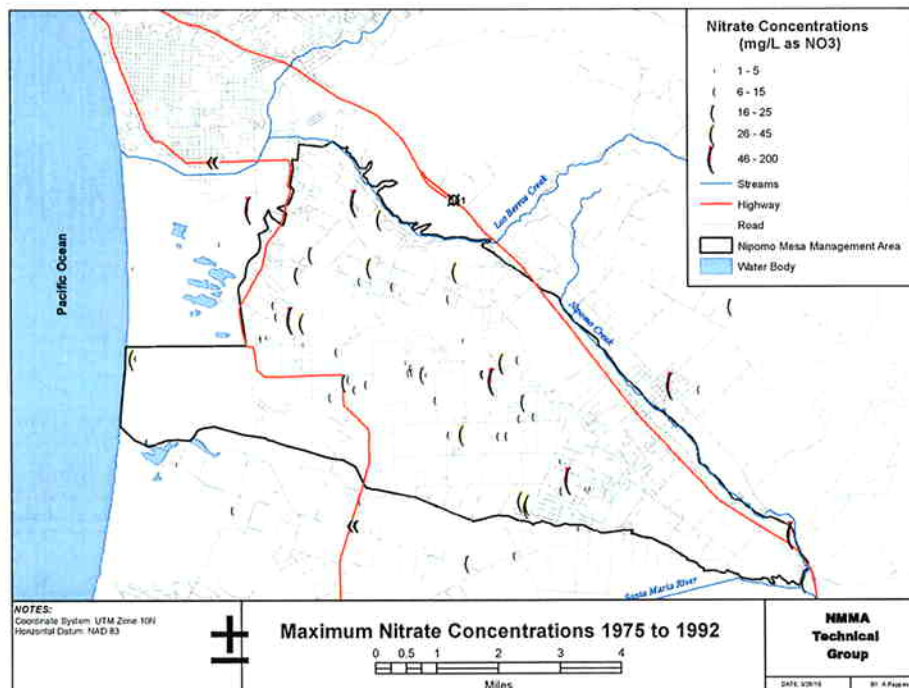 Nitrate Concentrations
(mg/L as NO3)
1 - 5
6 - 15
16 - 25
26 - 45
46 - 200
Streams
Highway
Road
Nipomo Mesa Management Area
Water Body
1
Los Berros Creek
Pacific Ocean
Nipomo Creek
Santa Maria River
NOTES:
Coordinate System: UTM Zone 10N
Horizontal Datum: NAD 83
Maximum Nitrate Concentrations 1975 to 1992
0 0.5 1 2 3 4
Miles
NMMA
Technical
Group
DATE:
BY: